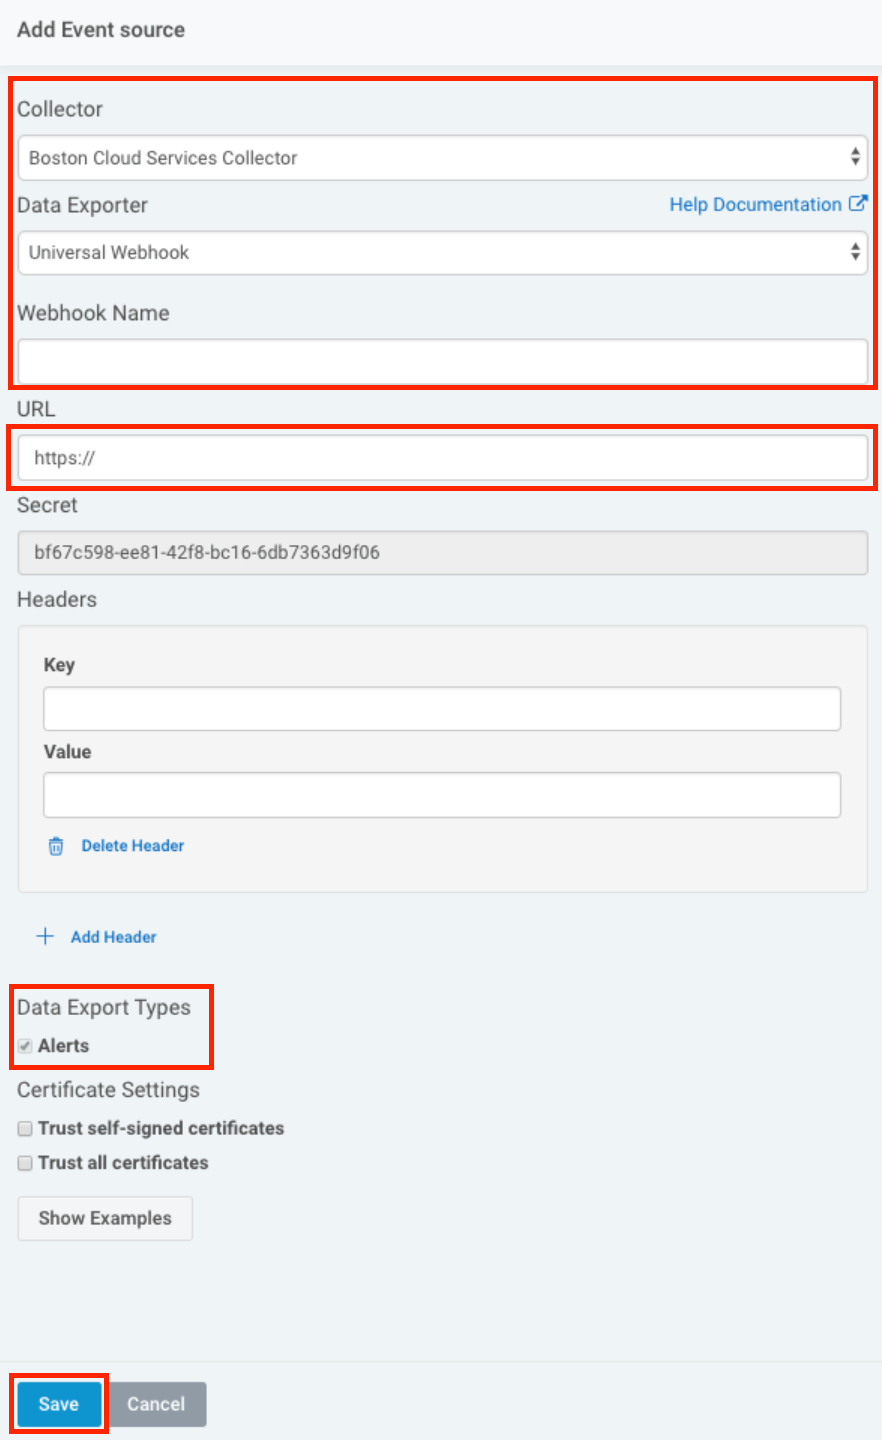 Add Event source
Collector
Boston Cloud Services Collector
Data Exporter
Help Documentation
Universal Webhook
Webhook Name
URL
https://
Secret
bf67c598-ee81-42f8-bc16-6db7363d9f06
Headers
Key
Value
Delete Header
Add Header
Data Export Types
Alerts
Certificate Settings
Trust self-signed certificates
Trust all certificates
Show Examples
Save
Cancel